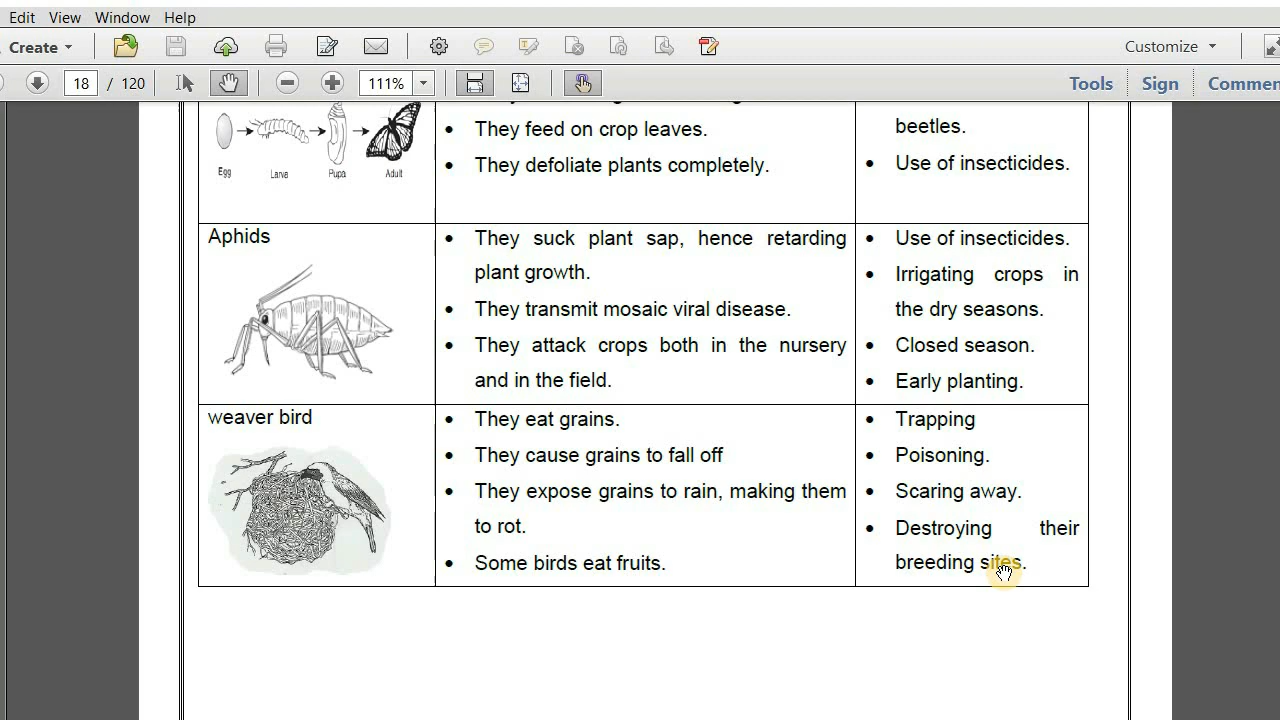 Edit View Window Help
Create
Customize
18 / 120
111%
Tools
Sign
Commen
They feed on crop leaves.
They defoliate plants completely.
beetles.
Use of insecticides.
Egg
Larva
Pupa
Adult
Aphids
They suck plant sap, hence retarding
plant growth.
They transmit mosaic viral disease.
They attack crops both in the nursery
and in the field.
Use of insecticides.
Irrigating crops in
the dry seasons.
Closed season.
Early planting.
weaver bird
They eat grains.
They cause grains to fall off
They expose grains to rain, making them
to rot.
Some birds eat fruits.
Trapping
Poisoning.
Scaring away.
Destroying their
breeding sites.